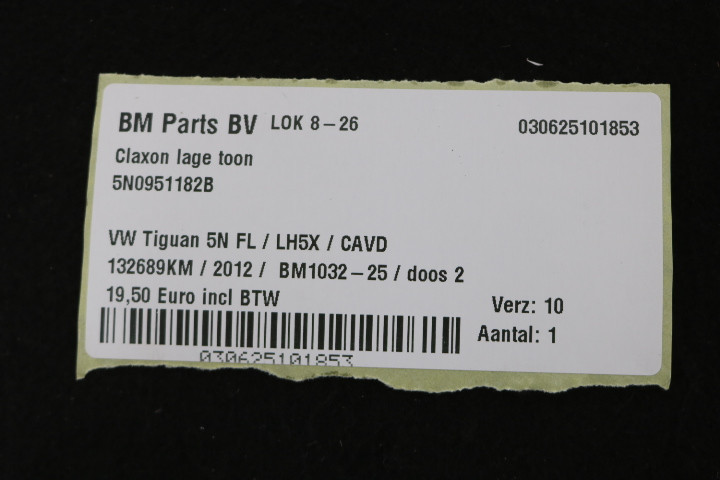 BM Parts BV LOK 8-26 030625101853
Claxon lage toon
5N0951182B
VW Tiguan 5N FL / LH5X / CAVD
132689KM / 2012 / BM1032-25 / doos 2
19,50 Euro incl BTW
Verz: 10
Aantal: 1
030625101853